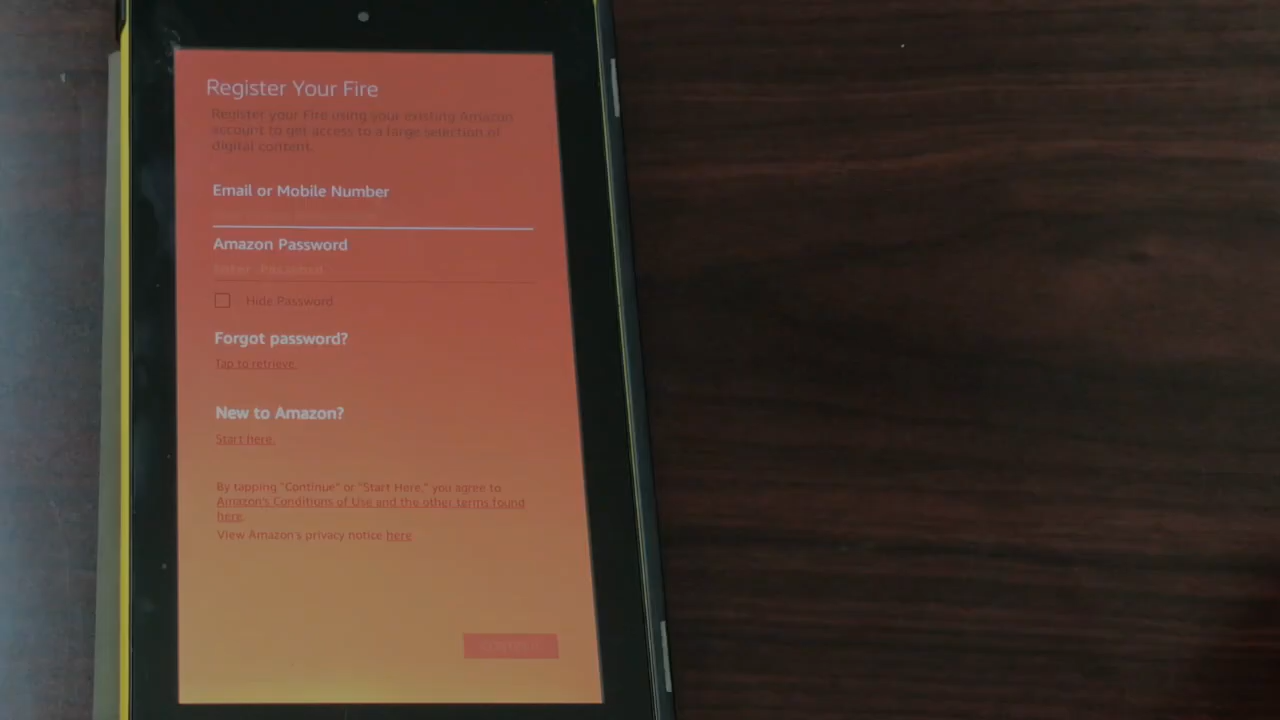 Register Your Fire
Register your Fire using your existing Amazon
account to get access to a large selection of
digital content.
Email or Mobile Number
Amazon Password
Enter Password
Hide Password
Forgot password?
Tap to retrieve.
New to Amazon?
Start here.
By tapping "Continue" or "Start Here," you agree to
Amazon's Conditions of Use and the other terms found
here.
View Amazon's privacy notice here